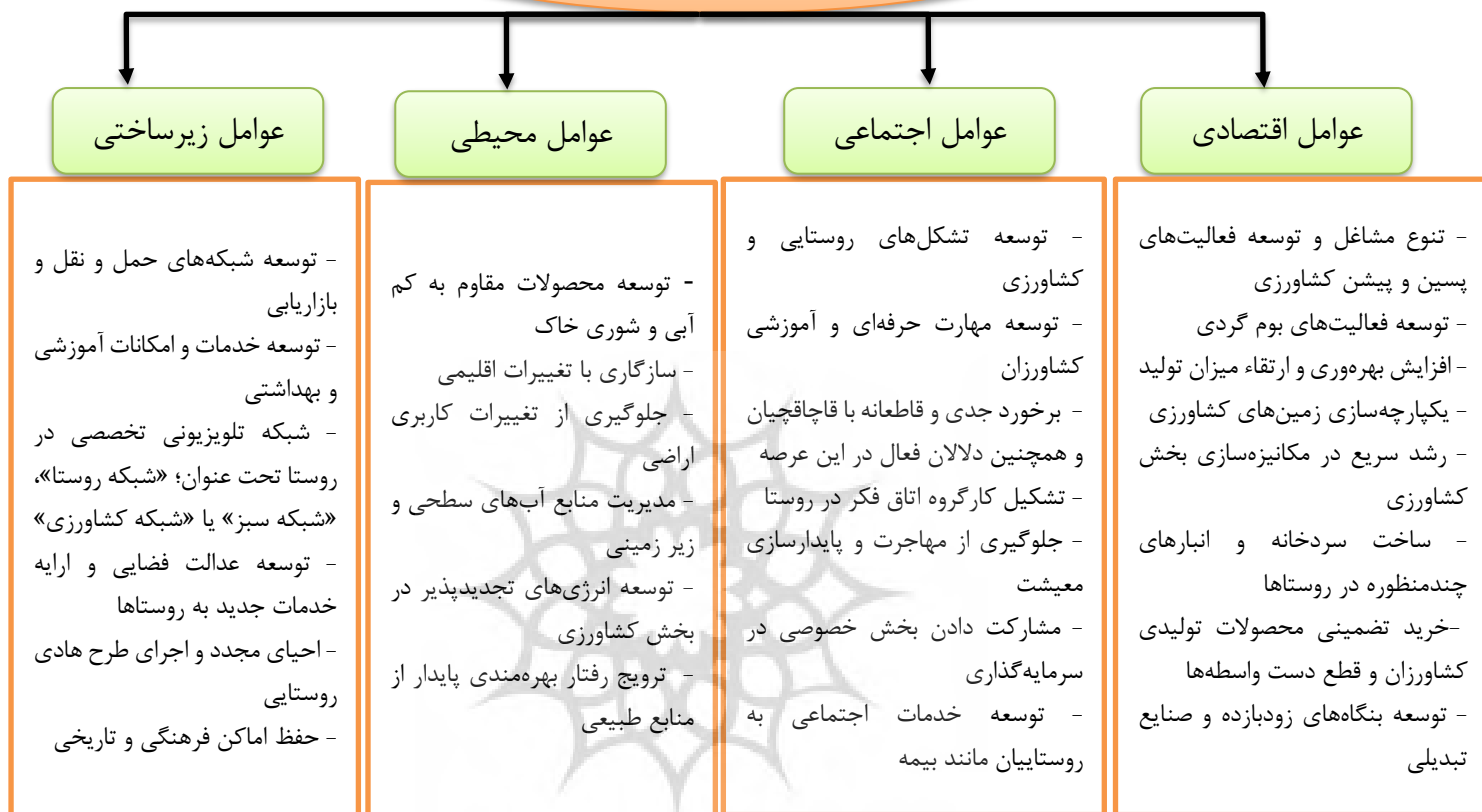 عوامل اقتصادی
- تنوع مشاغل و توسعه فعالیت‌های
پسین و پیشن کشاورزی
- توسعه فعالیت‌های بوم گردی
- افزایش بهره‌وری و ارتقاء میزان تولید
- یکپارچه‌سازی زمین‌های کشاورزی
- رشد سریع در مکانیزه‌سازی بخش
کشاورزی
- ساخت سردخانه و انبارهای
چندمنظوره در روستاها
-خرید تضمینی محصولات تولیدی
کشاورزان و قطع دست واسطه‌ها
- توسعه بنگاه‌های زودبازده و صنایع
تبدیلی
عوامل اجتماعی
- توسعه تشکل‌های روستایی و
کشاورزی
- توسعه مهارت حرفه‌ای و آموزشی
کشاورزان
- برخورد جدی و قاطعانه با قاچاقچیان
و همچنین دلالان فعال در این عرصه
- تشکیل کارگروه اتاق فکر در روستا
- جلوگیری از مهاجرت و پایدارسازی
معیشت
- مشارکت دادن بخش خصوصی در
سرمایه‌گذاری
- توسعه خدمات اجتماعی به
روستاییان مانند بیمه
عوامل محیطی
- توسعه محصولات مقاوم به کم
آبی و شوری خاک
- سازگاری با تغییرات اقلیمی
- جلوگیری از تغییرات کاربری
اراضی
- مدیریت منابع آب‌های سطحی و
زیر زمینی
- توسعه انرژی‌های تجدیدپذیر در
بخش کشاورزی
- ترویج رفتار بهره‌مندی پایدار از
منابع طبیعی
عوامل زیرساختی
- توسعه شبکه‌های حمل و نقل و
بازاریابی
- توسعه خدمات و امکانات آموزشی
و بهداشتی
- شبکه تلویزیونی تخصصی در
روستا تحت عنوان؛ «شبکه روستا»،
«شبکه سبز» یا «شبکه کشاورزی»
- توسعه عدالت فضایی و ارایه
خدمات جدید به روستاها
- احیای مجدد و اجرای طرح هادی
روستایی
- حفظ اماکن فرهنگی و تاریخی